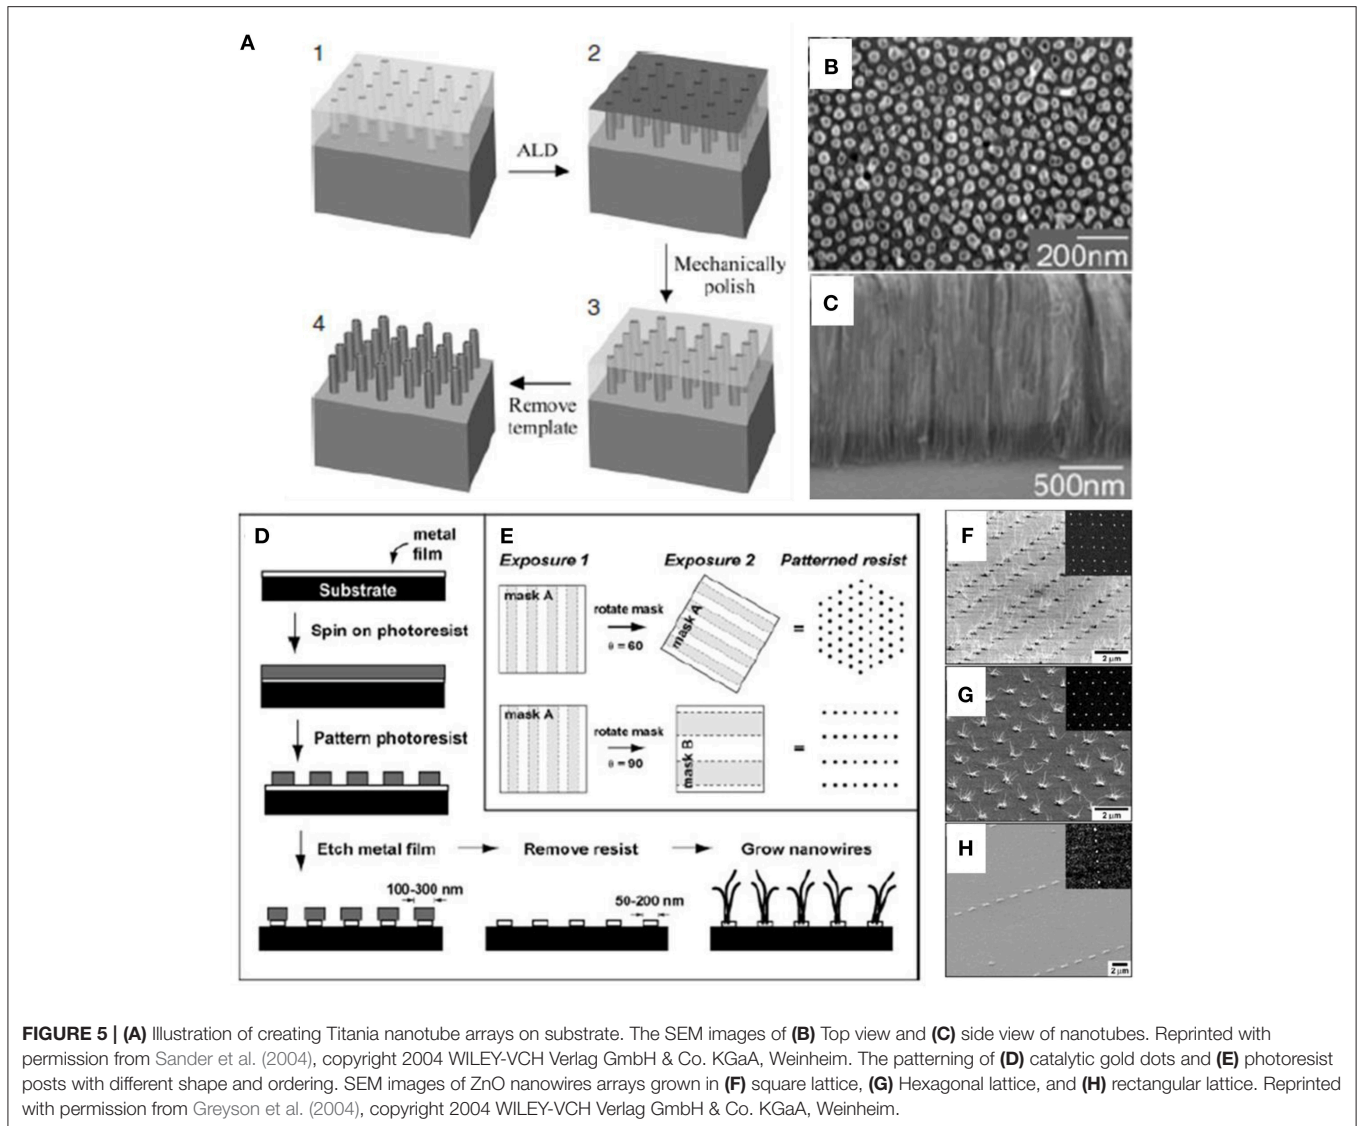 A
1
2
ALD
Mechanically
polish
3
4
Remove
template
B
200nm
C
500nm
D
metal
film
Substrate
Spin on photoresist
Pattern photoresist
Etch metal film
Remove resist
Grow nanowires
100-300 nm
50-200 nm
E
Exposure 1
Exposure 2
Patterned resist
mask A
rotate mask
θ = 60
mask A
=
mask A
rotate mask
θ = 90
mask B
=
F
2 µm
G
2 µm
H
2 µm
FIGURE 5 | (A) Illustration of creating Titania nanotube arrays on substrate. The SEM images of (B) Top view and (C) side view of nanotubes. Reprinted with
permission from Sander et al. (2004), copyright 2004 WILEY-VCH Verlag GmbH & Co. KGaA, Weinheim. The patterning of (D) catalytic gold dots and (E) photoresist
posts with different shape and ordering. SEM images of ZnO nanowires arrays grown in (F) square lattice, (G) Hexagonal lattice, and (H) rectangular lattice. Reprinted
with permission from Greyson et al. (2004), copyright 2004 WILEY-VCH Verlag GmbH & Co. KGaA, Weinheim.